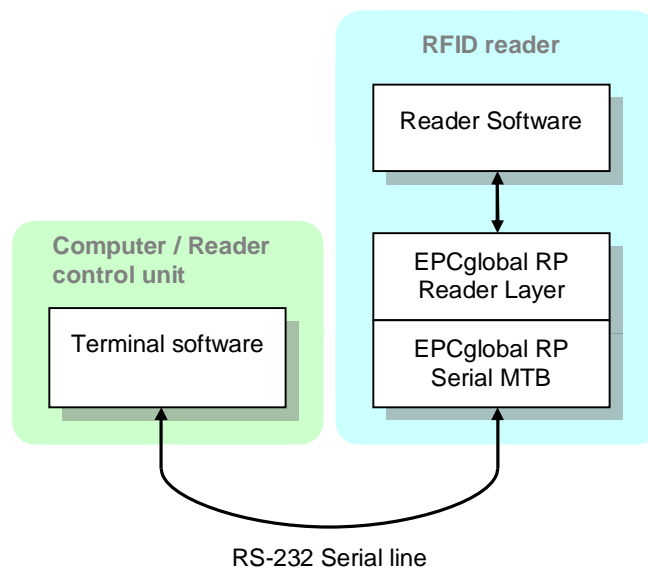 RFID reader
Reader Software
Computer / Reader
control unit
Terminal software
EPCglobal RP
Reader Layer
EPCglobal RP
Serial MTB
RS-232 Serial line